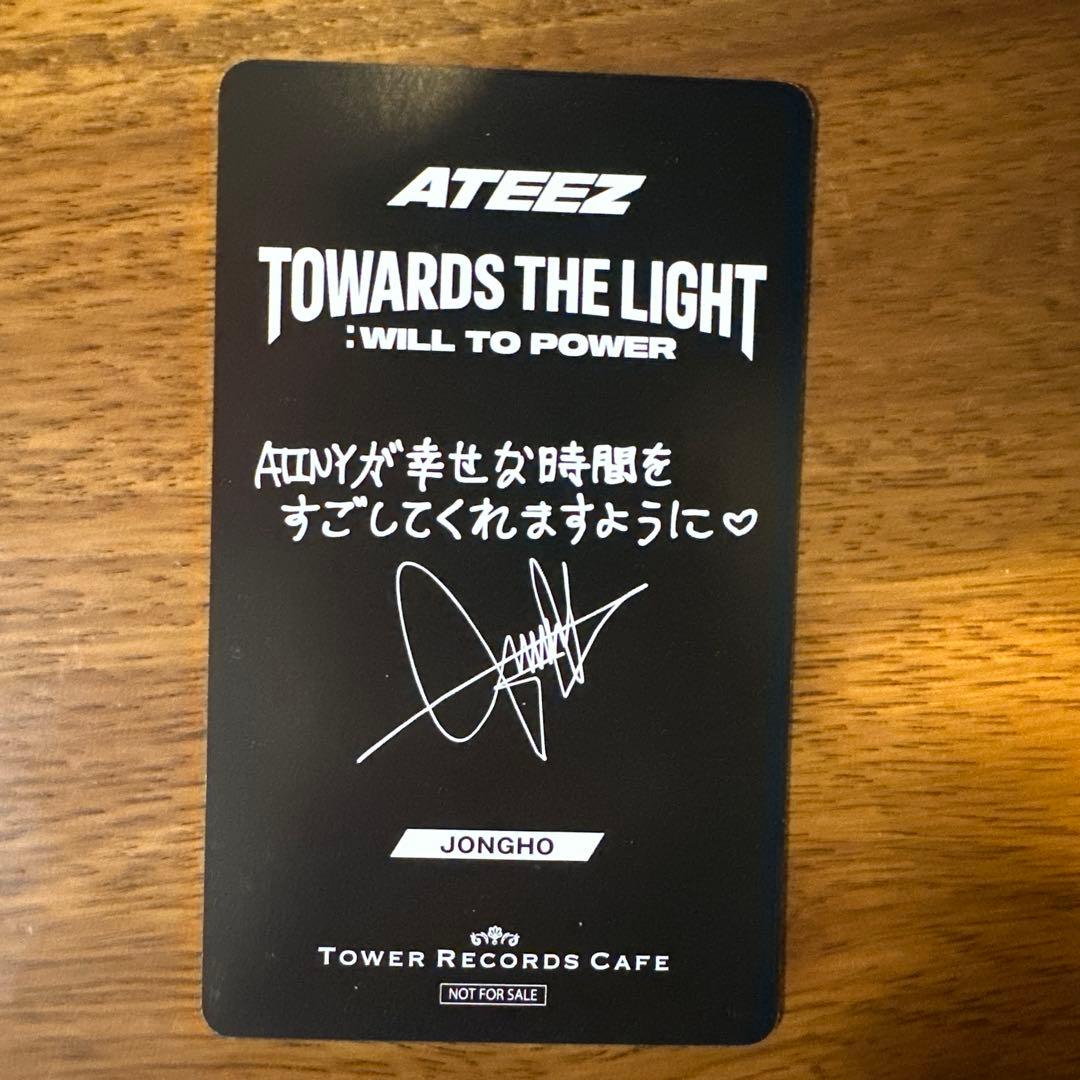 ATEEZ
TOWARDS THE LIGHT
:WILL TO POWER
ATINYが幸せな時間を
すごしてくれますように♡
JONGHO
TOWER RECORDS CAFE
NOT FOR SALE